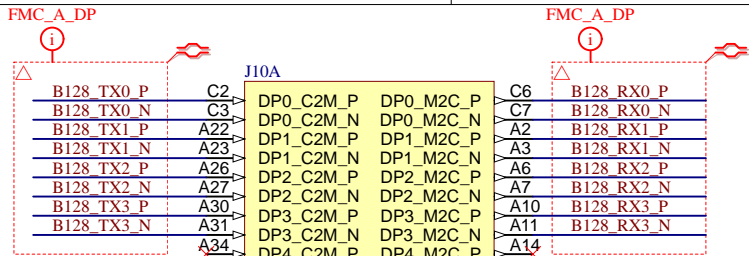 FMC_A_DP FMC_A_DP
i i
J10A
B128_TX0_P C2 DP0_C2M_P DP0_M2C_P C6 B128_RX0_P
B128_TX0_N C3 DP0_C2M_N DP0_M2C_N C7 B128_RX0_N
B128_TX1_P A22 DP1_C2M_P DP1_M2C_P A2 B128_RX1_P
B128_TX1_N A23 DP1_C2M_N DP1_M2C_N A3 B128_RX1_N
B128_TX2_P A26 DP2_C2M_P DP2_M2C_P A6 B128_RX2_P
B128_TX2_N A27 DP2_C2M_N DP2_M2C_N A7 B128_RX2_N
B128_TX3_P A30 DP3_C2M_P DP3_M2C_P A10 B128_RX3_P
B128_TX3_N A31 DP3_C2M_N DP3_M2C_N A11 B128_RX3_N
A34 DP4_C2M_P DP4_M2C_P A14